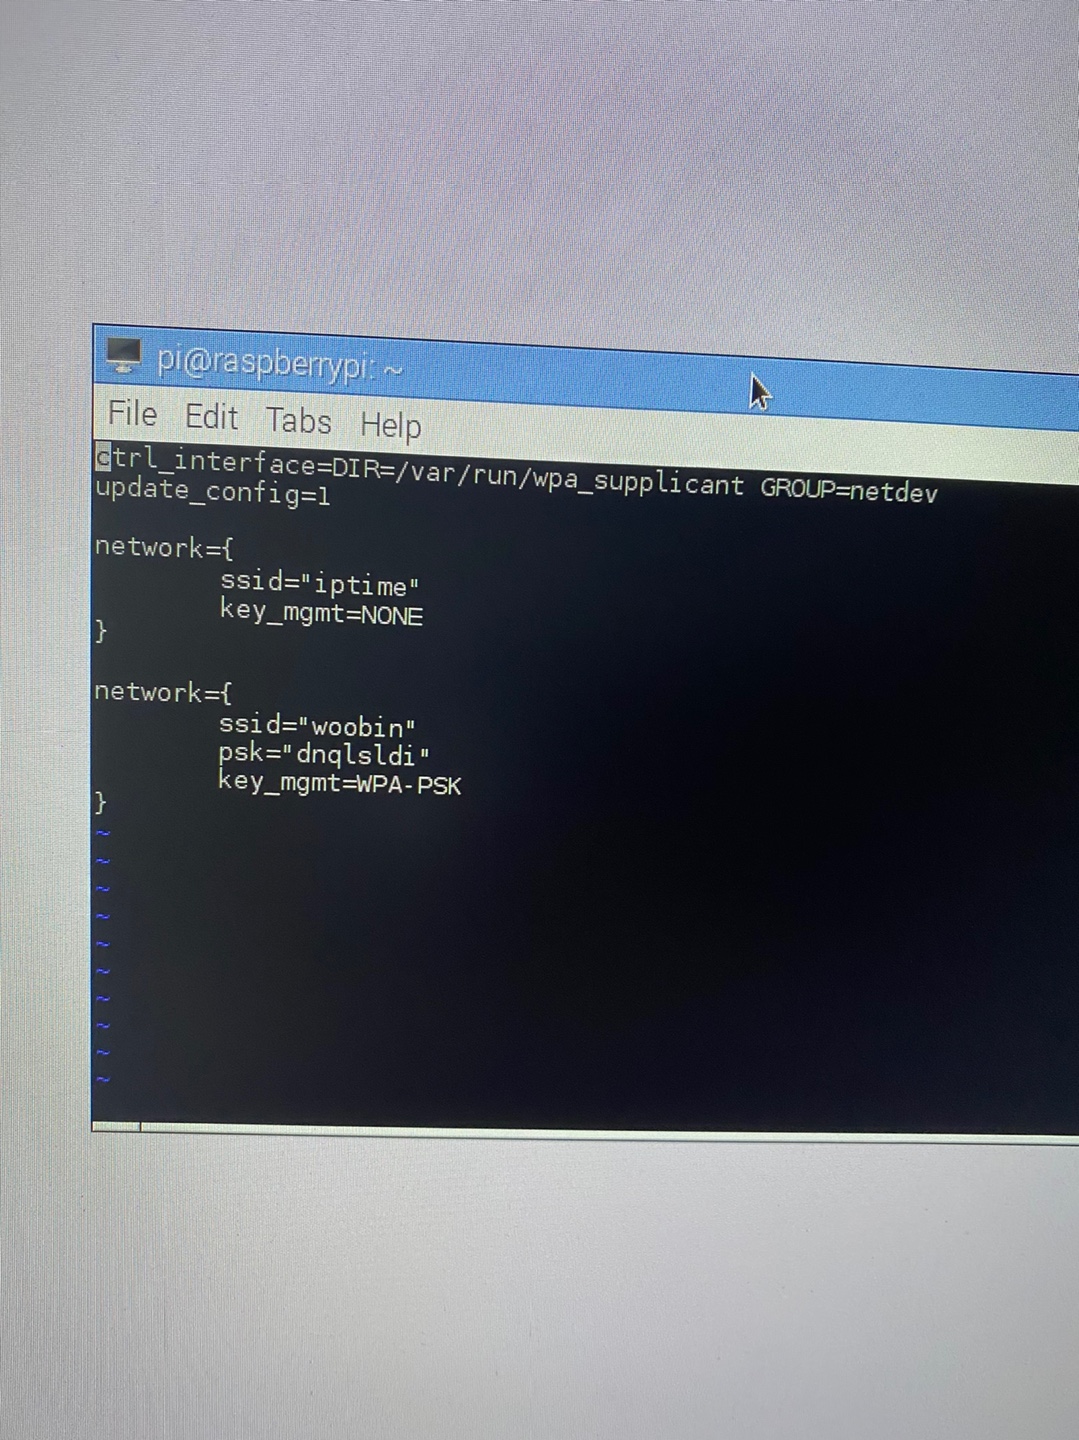 pi@raspberrypi: ~
File Edit Tabs Help
ctrl_interface=DIR=/var/run/wpa_supplicant GROUP=netdev
update_config=1
network={
ssid="iptime"
key_mgmt=NONE
}
network={
ssid="woobin"
psk="dnqlsldi"
key_mgmt=WPA-PSK
}
~
~
~
~
~
~
~
~
~
~